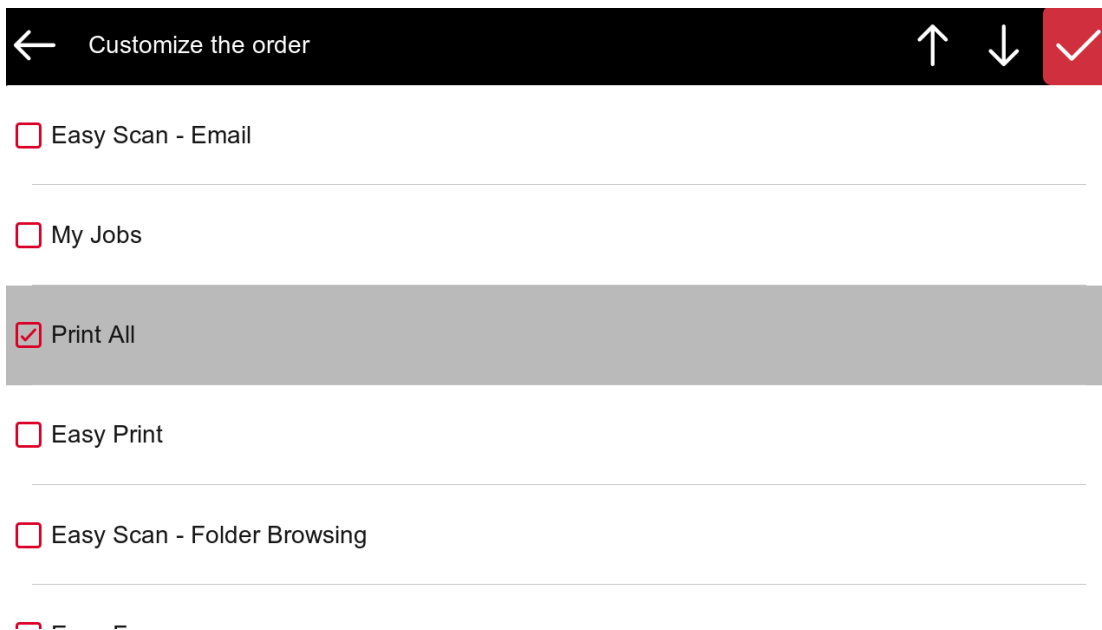 Customize the order
Easy Scan - Email
My Jobs
Print All
Easy Print
Easy Scan - Folder Browsing